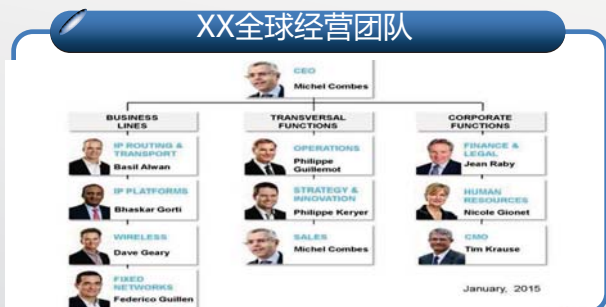 XX全球经营团队
CEO
Michel Combes
BUSINESS
LINES
IP ROUTING &
TRANSPORT
Basil Alwan
IP PLATFORMS
Bhaskar Gorti
WIRELESS
Dave Geary
FIXED
NETWORKS
Federico Guillen
TRANSVERSAL
FUNCTIONS
OPERATIONS
Philippe
Guillemot
STRATEGY &
INNOVATION
Philippe Keryer
SALES
Michel Combes
CORPORATE
FUNCTIONS
FINANCE &
LEGAL
Jean Raby
HUMAN
RESOURCES
Nicole Gionet
CMO
Tim Krause
January, 2015